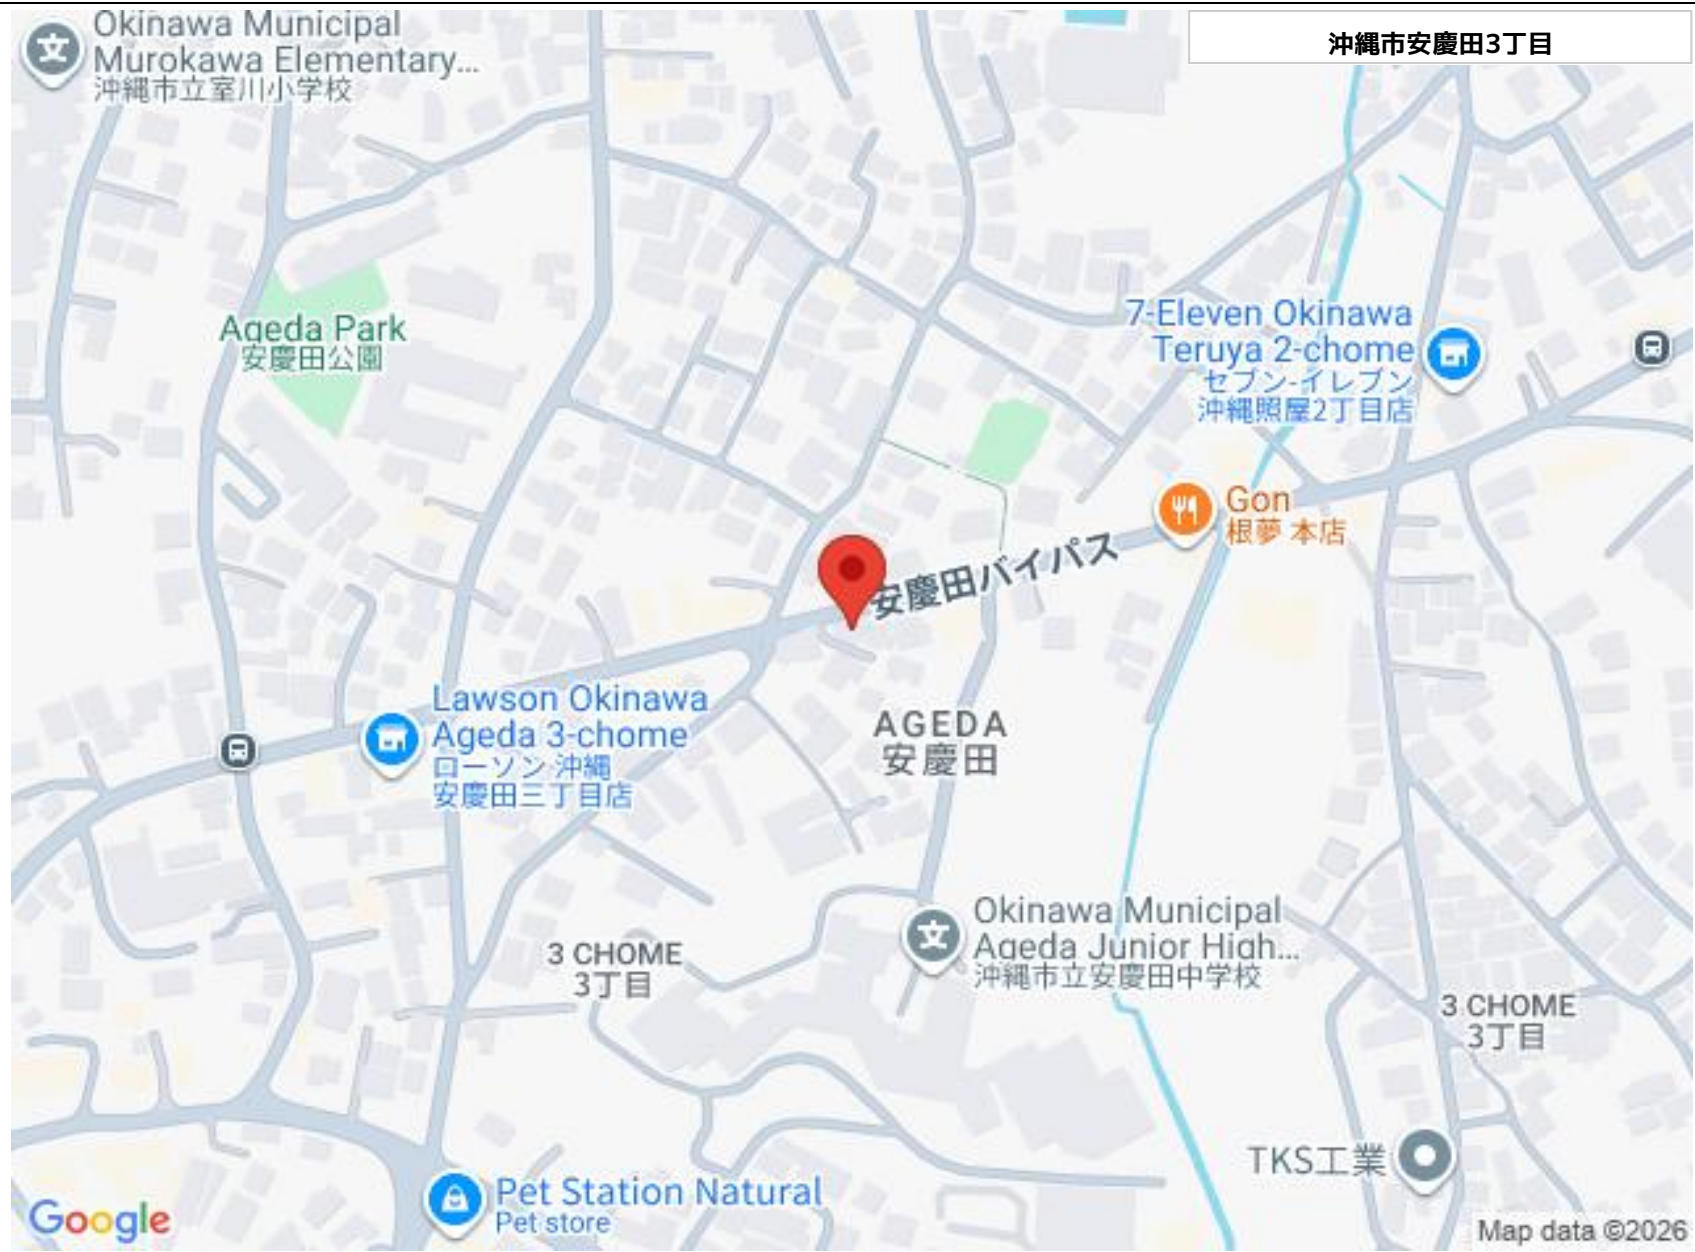 Okinawa Municipal
Murokawa Elementary...
沖縄市立室川小学校
沖縄市安慶田3丁目
Ageda Park
安慶田公園
7-Eleven Okinawa
Teruya 2-chome
セブン-イレブン
沖縄照屋2丁目店
Gon
根夢 本店
安慶田バイパス
Lawson Okinawa
Ageda 3-chome
ローソン 沖縄
安慶田三丁目店
AGEDA
安慶田
Okinawa Municipal
Ageda Junior High...
沖縄市立安慶田中学校
3 CHOME
3丁目
3 CHOME
3丁目
TKS工業
Pet Station Natural
Pet store
Google
Map data ©2026